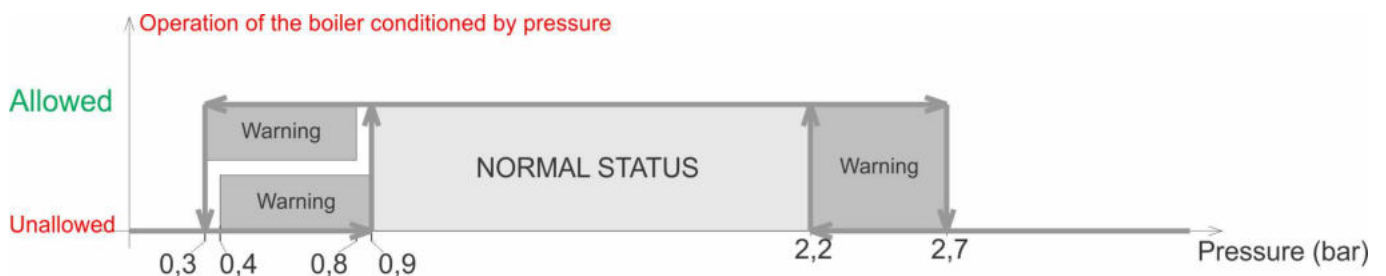 Operation of the boiler conditioned by pressure
Allowed
Warning
NORMAL STATUS
Warning
Warning
Unallowed
0,3 0,4 0,8 0,9 2,2 2,7 Pressure (bar)